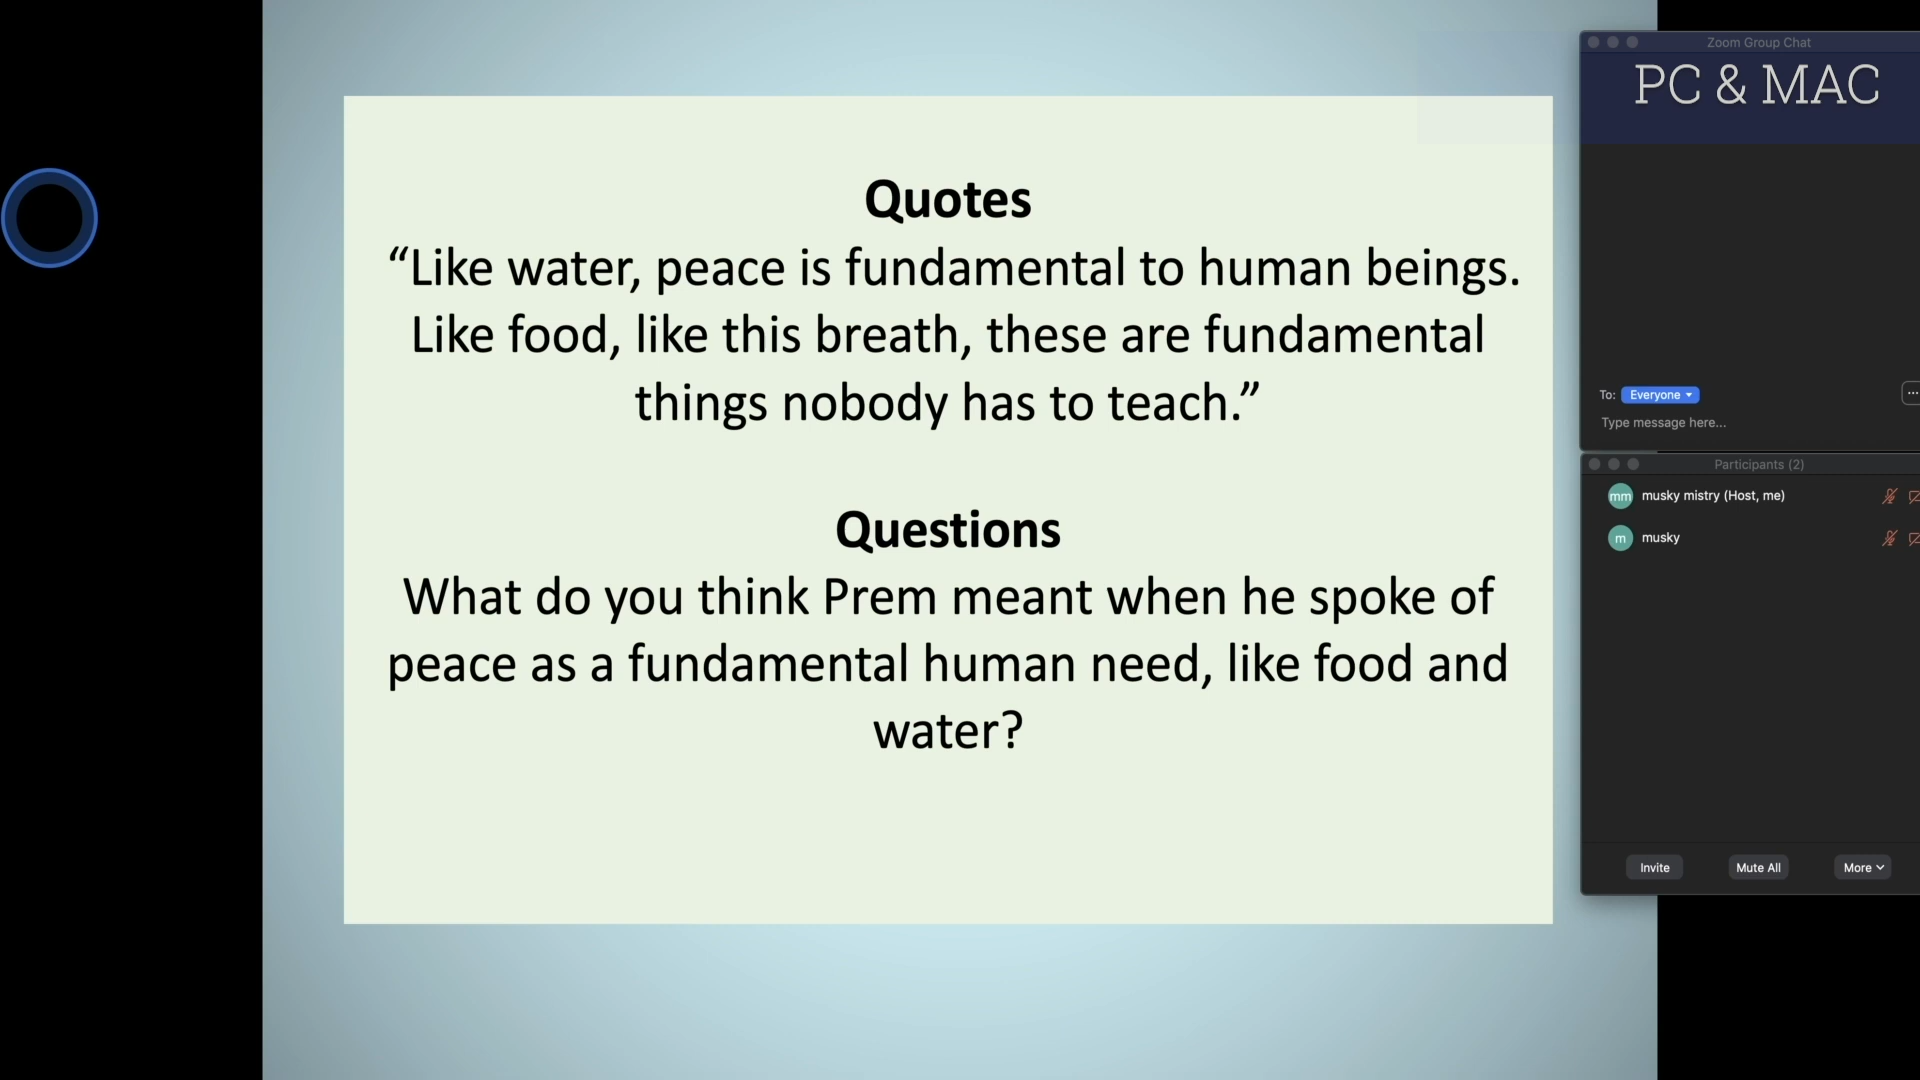 Quotes
“Like water, peace is fundamental to human beings.
Like food, like this breath, these are fundamental
things nobody has to teach.”
Questions
What do you think Prem meant when he spoke of
peace as a fundamental human need, like food and
water?
Zoom Group Chat
PC & MAC
To: Everyone
Type message here...
Participants (2)
mm musky mistry (Host, me)
m musky
Invite Mute All More